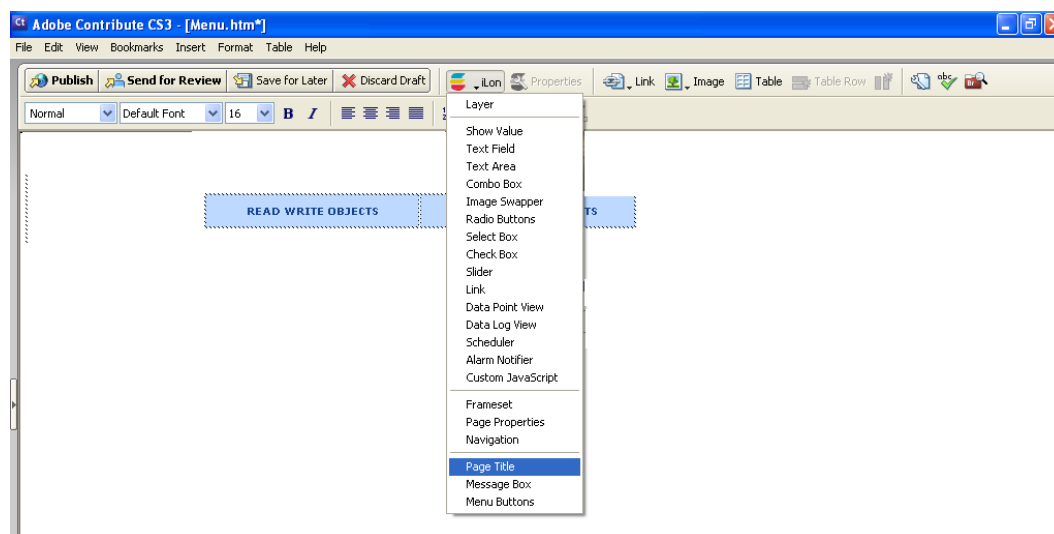 Ct Adobe Contribute CS3 - [Menu.htm*]
File Edit View Bookmarks Insert Format Table Help
Publish Send for Review Save for Later Discard Draft iLon Properties Link Image Table Table Row
Normal Default Font 16 B I
Layer
Show Value
Text Field
Text Area
Combo Box
Image Swapper
READ WRITE OBJECTS TS
Radio Buttons
Select Box
Check Box
Slider
Link
Data Point View
Data Log View
Scheduler
Alarm Notifier
Custom JavaScript
Frameset
Page Properties
Navigation
Page Title
Message Box
Menu Buttons